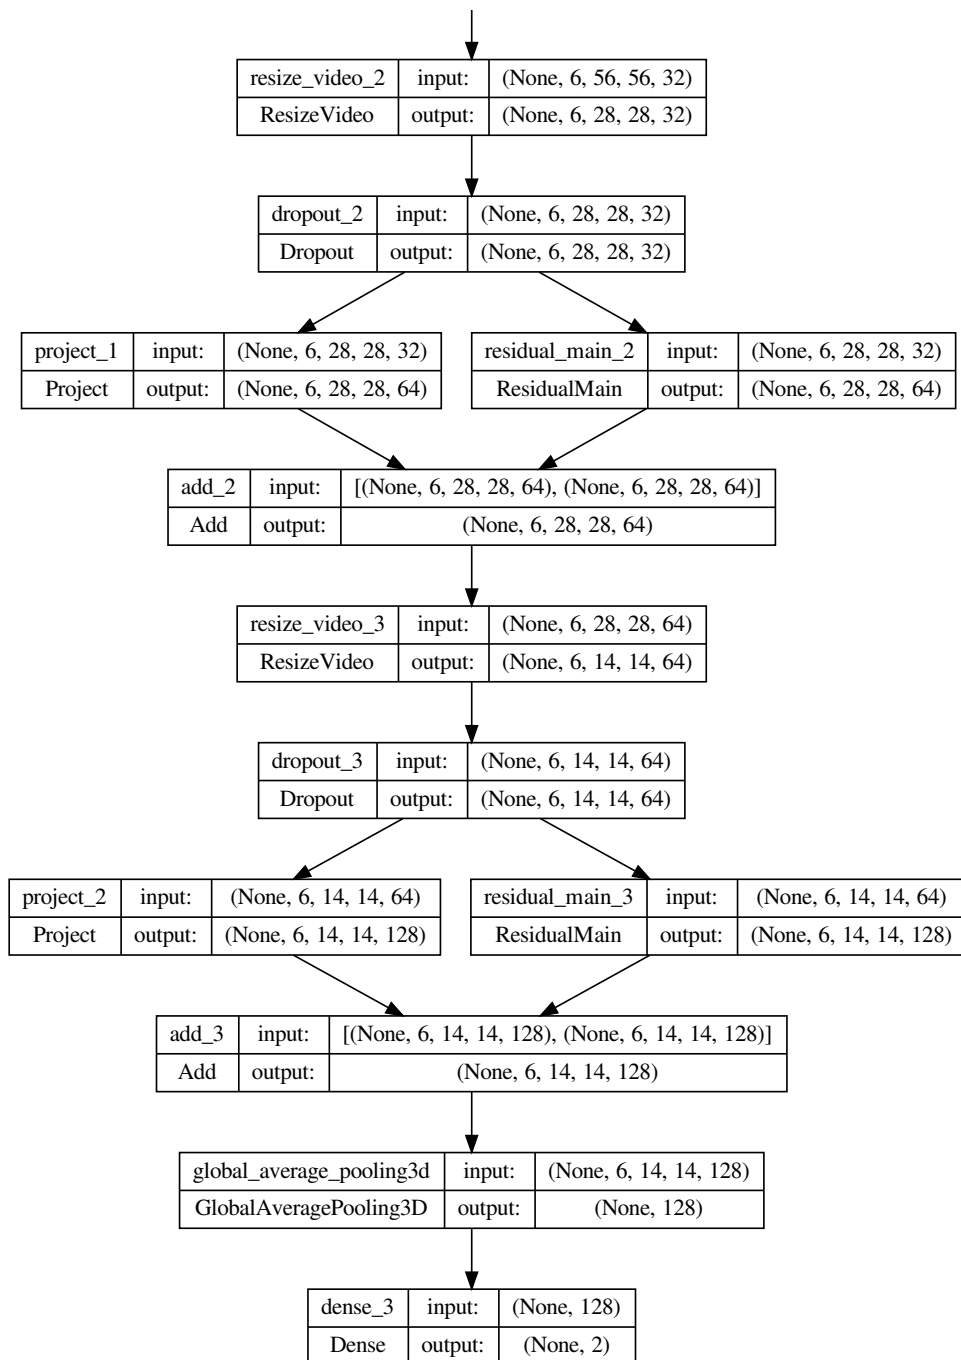 resize_video_2 input: (None, 6, 56, 56, 32)
ResizeVideo output: (None, 6, 28, 28, 32)
dropout_2 input: (None, 6, 28, 28, 32)
Dropout output: (None, 6, 28, 28, 32)
project_1 input: (None, 6, 28, 28, 32)
Project output: (None, 6, 28, 28, 64)
residual_main_2 input: (None, 6, 28, 28, 32)
ResidualMain output: (None, 6, 28, 28, 64)
add_2 input: [(None, 6, 28, 28, 64), (None, 6, 28, 28, 64)]
Add output: (None, 6, 28, 28, 64)
resize_video_3 input: (None, 6, 28, 28, 64)
ResizeVideo output: (None, 6, 14, 14, 64)
dropout_3 input: (None, 6, 14, 14, 64)
Dropout output: (None, 6, 14, 14, 64)
project_2 input: (None, 6, 14, 14, 64)
Project output: (None, 6, 14, 14, 128)
residual_main_3 input: (None, 6, 14, 14, 64)
ResidualMain output: (None, 6, 14, 14, 128)
add_3 input: [(None, 6, 14, 14, 128), (None, 6, 14, 14, 128)]
Add output: (None, 6, 14, 14, 128)
global_average_pooling3d input: (None, 6, 14, 14, 128)
GlobalAveragePooling3D output: (None, 128)
dense_3 input: (None, 128)
Dense output: (None, 2)